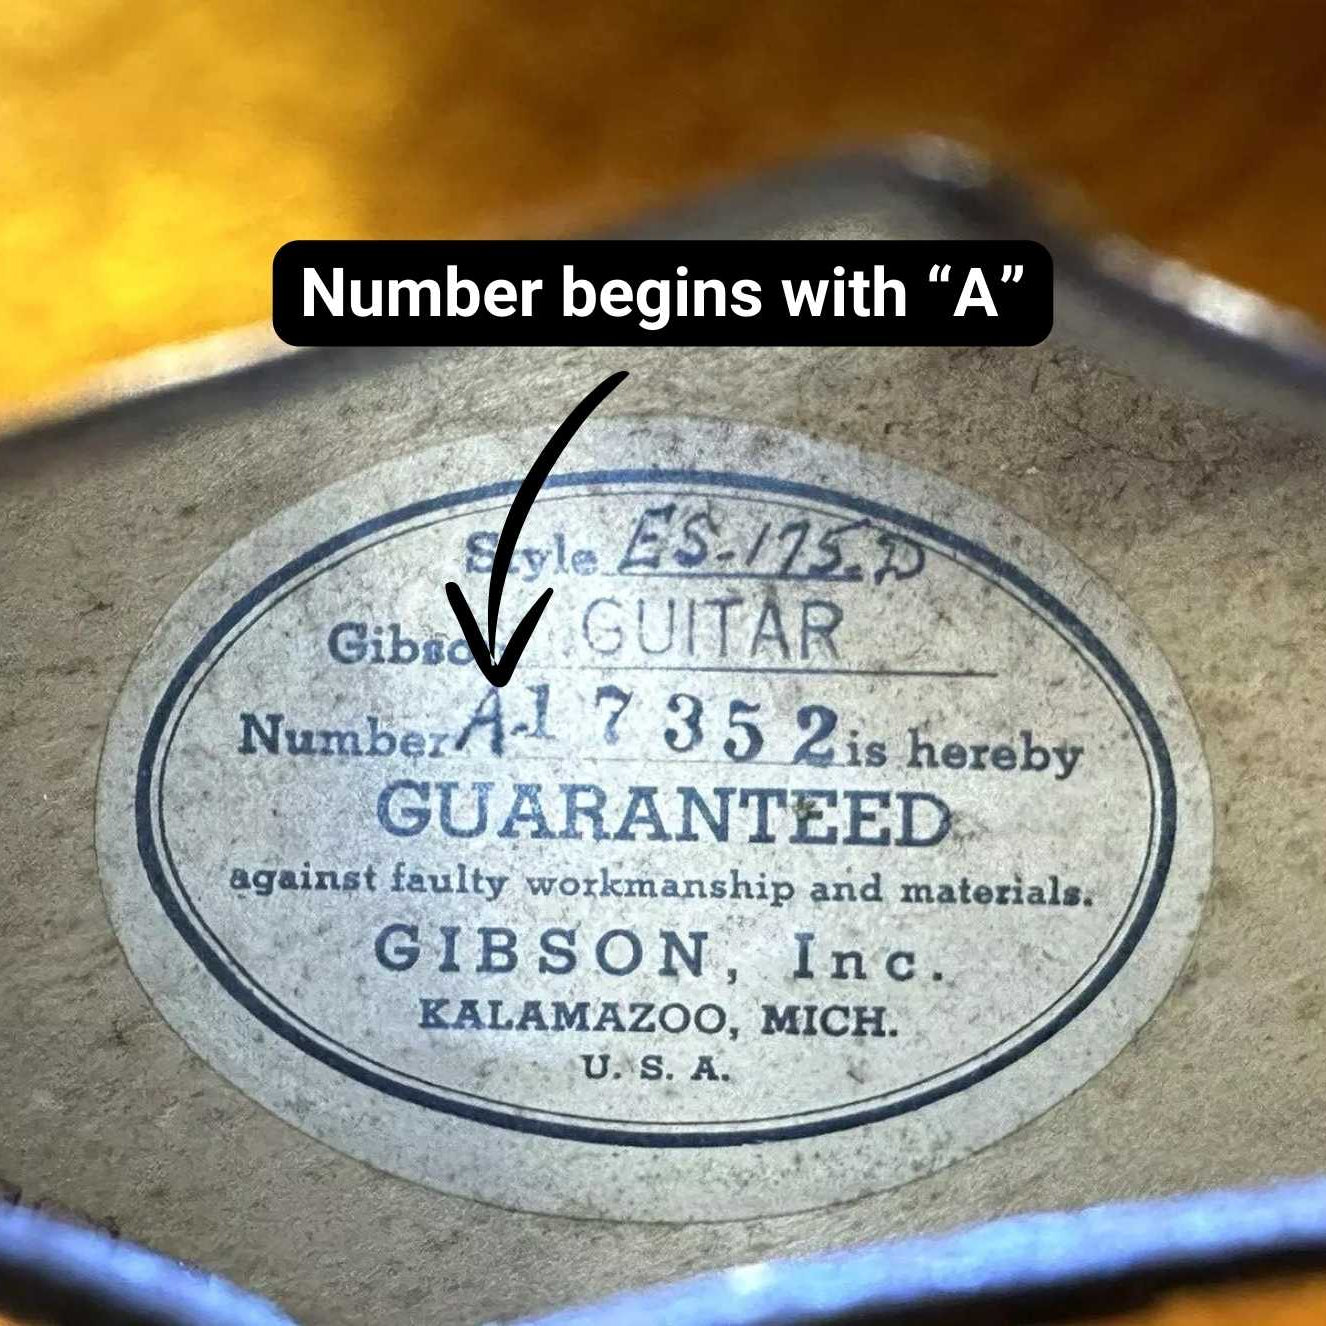 Number begins with “A”
Style ES-175-D
Gibson GUITAR
Number A-17352 is hereby
GUARANTEED
against faulty workmanship and materials.
GIBSON, Inc.
KALAMAZOO, MICH.
U. S. A.